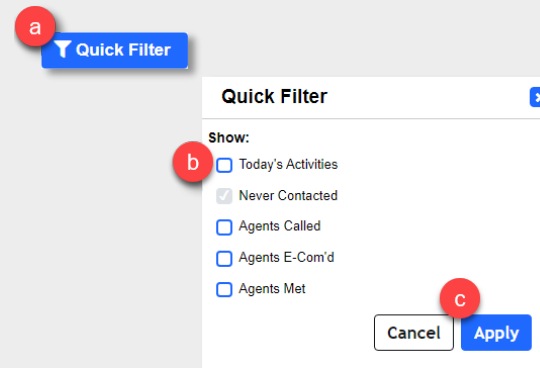 a
Quick Filter
Quick Filter
Show:
b
Today's Activities
Never Contacted
Agents Called
Agents E-Com'd
Agents Met
c
Cancel
Apply